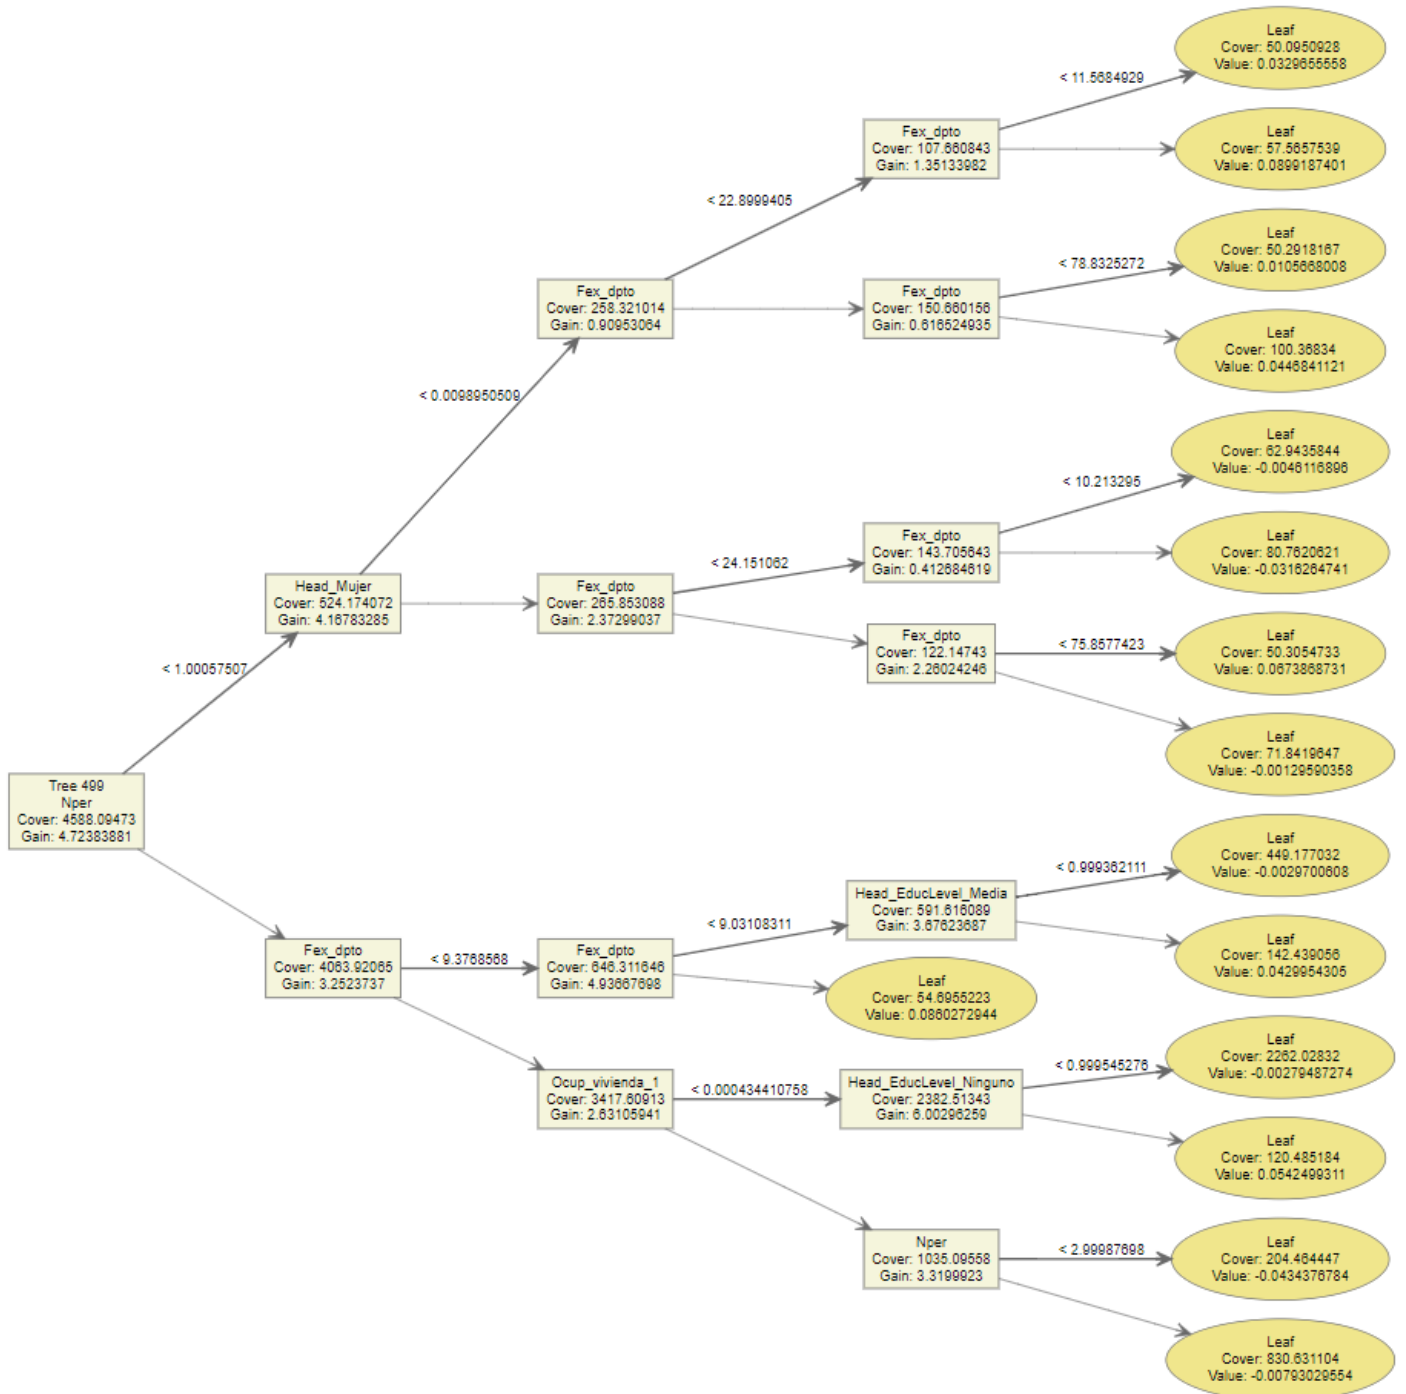 Leaf
Cover: 50.0950928
Value: 0.0329655558
< 11.5684929
Fex_dpto
Cover: 107.660843
Gain: 1.35133982
Leaf
Cover: 57.5657539
Value: 0.0899187401
< 22.8999405
Leaf
Cover: 50.2918167
Value: 0.0105668008
< 78.8325272
Fex_dpto
Cover: 258.321014
Gain: 0.90953064
Fex_dpto
Cover: 150.660156
Gain: 0.616524935
Leaf
Cover: 100.36834
Value: 0.0446841121
< 0.0098950509
Leaf
Cover: 62.9435844
Value: -0.0046116896
< 10.213295
Fex_dpto
Cover: 143.705643
Gain: 0.412684619
Leaf
Cover: 80.7620621
Value: -0.0316264741
< 24.151062
Head_Mujer
Cover: 524.174072
Gain: 4.16783285
Fex_dpto
Cover: 265.853088
Gain: 2.37299037
Fex_dpto
Cover: 122.14743
Gain: 2.26024246
< 75.8577423
Leaf
Cover: 50.3054733
Value: 0.0673868731
< 1.00057507
Leaf
Cover: 71.8419647
Value: -0.00129590358
Tree 499
Nper
Cover: 4588.09473
Gain: 4.72383881
Leaf
Cover: 449.177032
Value: -0.0029700608
< 0.999362111
Head_EducLevel_Media
Cover: 591.616089
Gain: 3.67623687
< 9.03108311
Leaf
Cover: 142.439056
Value: 0.0429954305
Fex_dpto
Cover: 4063.92065
Gain: 3.2523737
< 9.3768568
Fex_dpto
Cover: 646.311646
Gain: 4.93667698
Leaf
Cover: 54.6955223
Value: 0.0860272944
Leaf
Cover: 2262.02832
Value: -0.00279487274
< 0.999545276
Ocup_vivienda_1
Cover: 3417.60913
Gain: 2.63105941
< 0.000434410758
Head_EducLevel_Ninguno
Cover: 2382.51343
Gain: 6.00296259
Leaf
Cover: 120.485184
Value: 0.0542499311
Nper
Cover: 1035.09558
Gain: 3.3199923
< 2.99987698
Leaf
Cover: 204.464447
Value: -0.0434376784
Leaf
Cover: 830.631104
Value: -0.00793029554